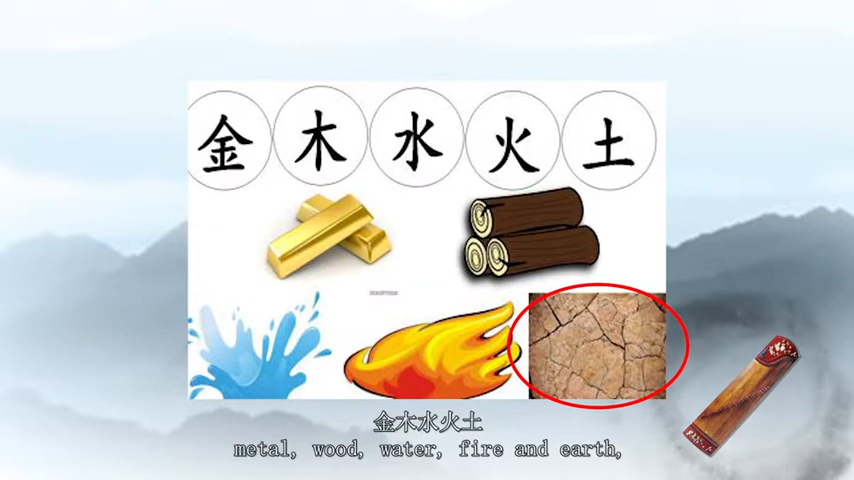 金木水火土
金木水火土
metal, wood, water, fire and earth,